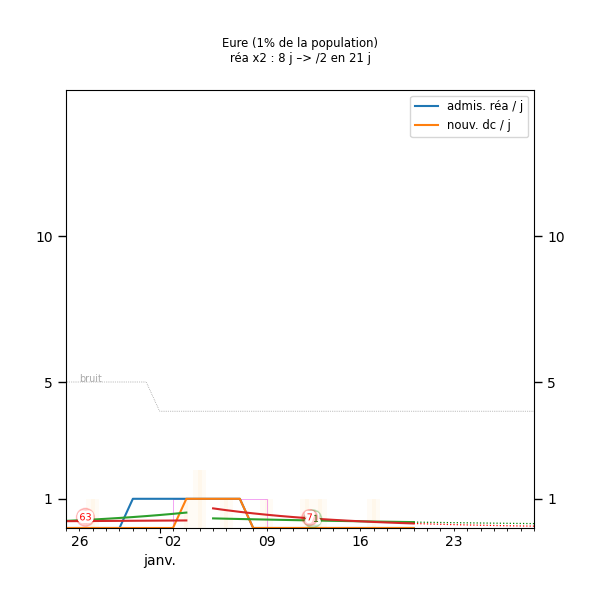 Eure (1% de la population)
réa x2 : 8 j –> /2 en 21 j
admis. réa / j
nouv. dc / j
10 10
bruit
5 5
1 1
63
26 02 09 16 23
janv.